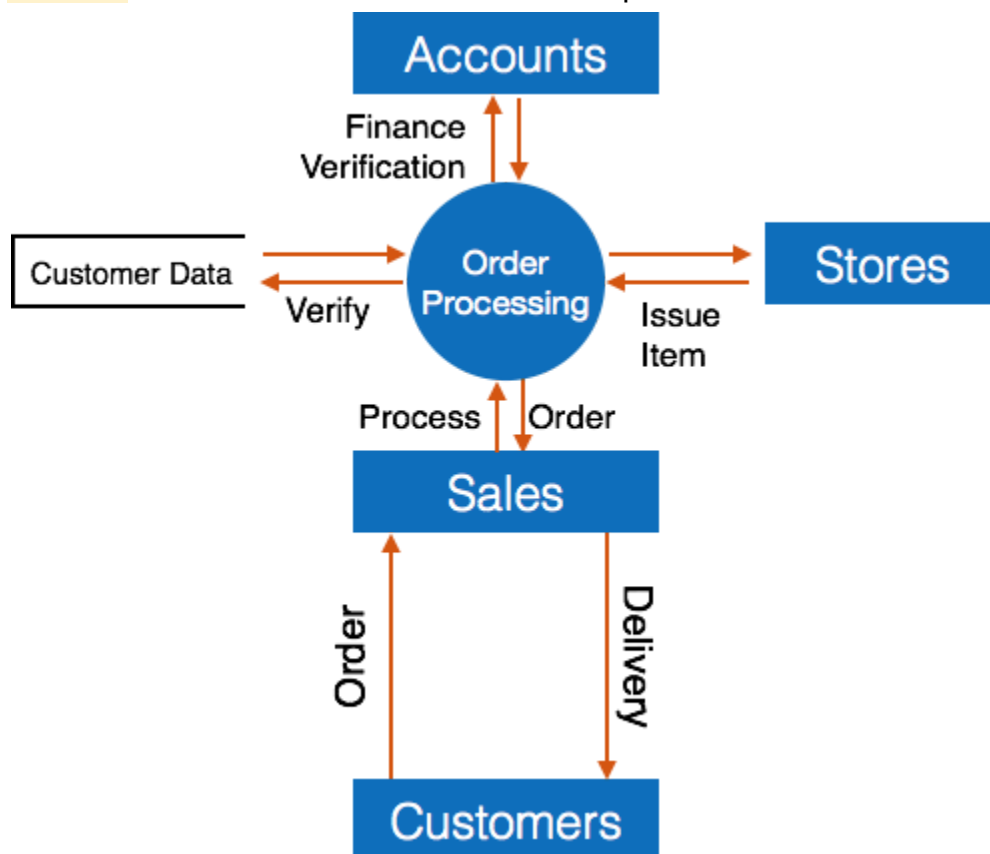 Accounts
Finance
Verification
Customer Data
Order
Processing
Stores
Verify
Issue
Item
Process
Order
Sales
Order
Delivery
Customers